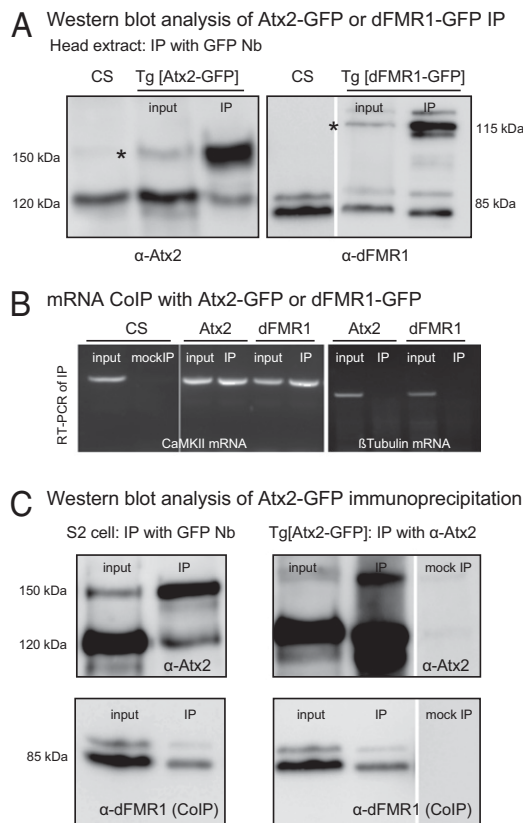 A Western blot analysis of Atx2-GFP or dFMR1-GFP IP
Head extract: IP with GFP Nb
CS Tg [Atx2-GFP] CS Tg [dFMR1-GFP]
input IP input IP
* *
150 kDa 115 kDa
120 kDa 85 kDa
α-Atx2 α-dFMR1
B mRNA CoIP with Atx2-GFP or dFMR1-GFP
CS Atx2 dFMR1 Atx2 dFMR1
input mockIP input IP input IP input IP input IP
RT-PCR of IP
CaMKII mRNA ßTubulin mRNA
C Western blot analysis of Atx2-GFP immunoprecipitation
S2 cell: IP with GFP Nb Tg[Atx2-GFP]: IP with α-Atx2
input IP input IP mock IP
150 kDa
120 kDa
α-Atx2 α-Atx2
input IP input IP mock IP
85 kDa
α-dFMR1 (CoIP) α-dFMR1 (CoIP)